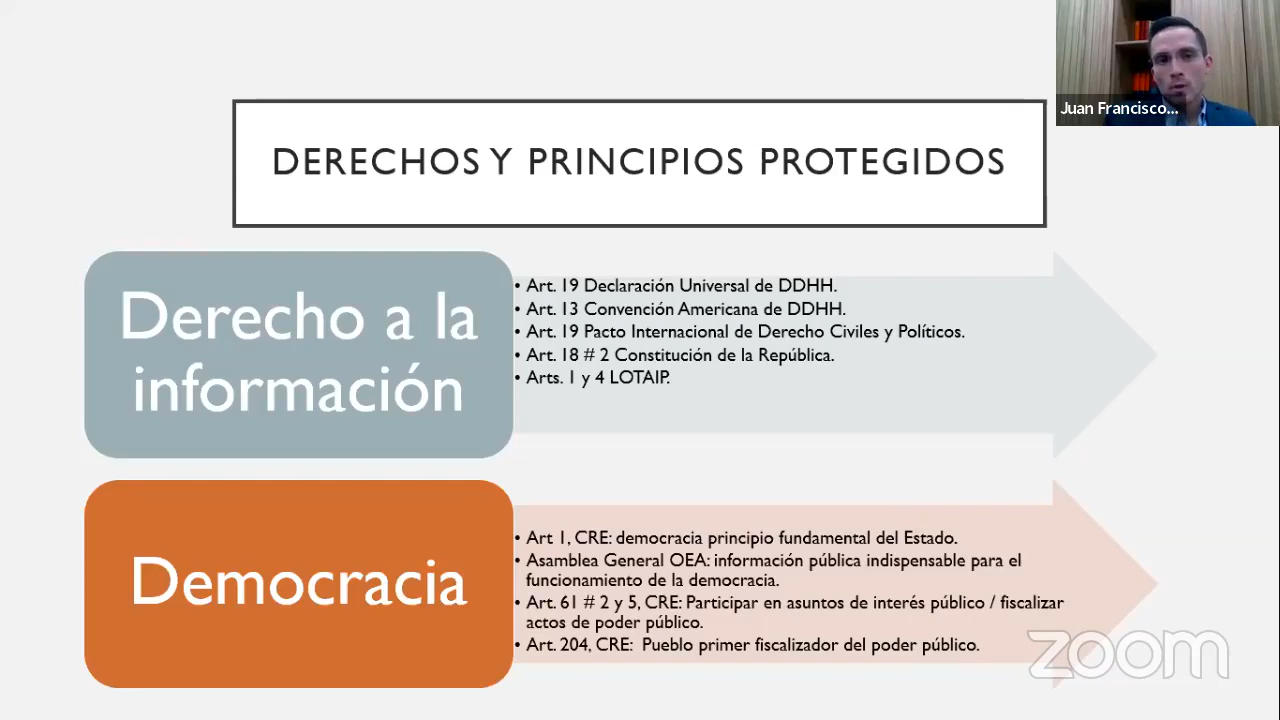 Juan Francisco...
DERECHOS Y PRINCIPIOS PROTEGIDOS
Derecho a la
información
• Art. 19 Declaración Universal de DDHH.
• Art. 13 Convención Americana de DDHH.
• Art. 19 Pacto Internacional de Derecho Civiles y Políticos.
• Art. 18 # 2 Constitución de la República.
• Arts. 1 y 4 LOTAIP.
Democracia
• Art 1, CRE: democracia principio fundamental del Estado.
• Asamblea General OEA: información pública indispensable para el
funcionamiento de la democracia.
• Art. 61 # 2 y 5, CRE: Participar en asuntos de interés público / fiscalizar
actos de poder público.
• Art. 204, CRE: Pueblo primer fiscalizador del poder público.
zoom